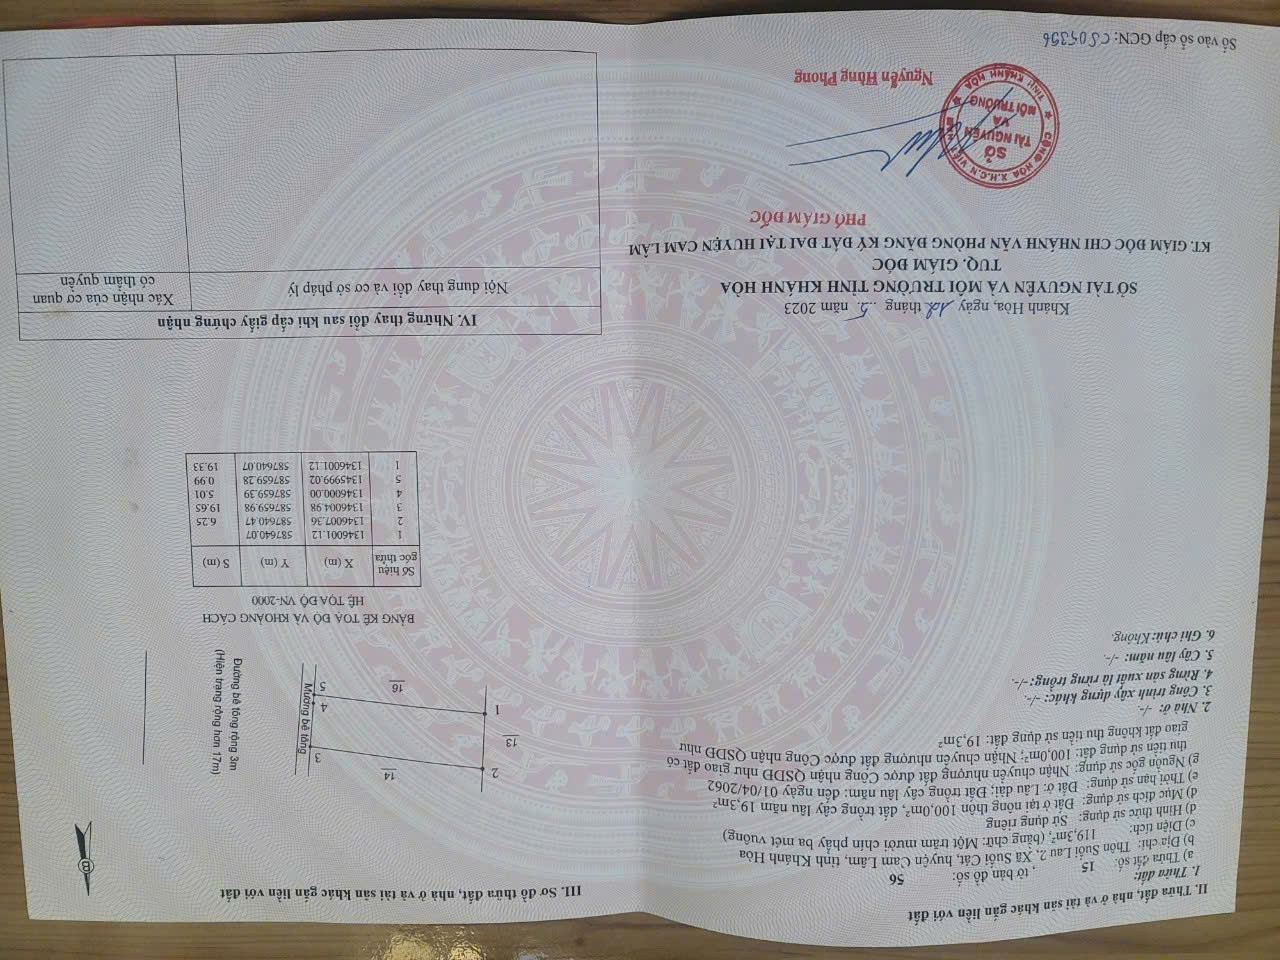 II. Thửa đất, nhà ở và tài sản khác gắn liền với đất
1. Thửa đất:
a) Thửa đất số: 15 , tờ bản đồ số: 56
b) Địa chỉ: Thôn Suối Lau 2, Xã Suối Cát, huyện Cam Lâm, tỉnh Khánh Hòa
c) Diện tích: 119,3m², (bằng chữ: Một trăm mười chín phẩy ba mét vuông)
d) Hình thức sử dụng: Sử dụng riêng
đ) Mục đích sử dụng: Đất ở tại nông thôn 100,0m², đất trồng cây lâu năm 19,3m²
e) Thời hạn sử dụng: Đất ở: Lâu dài; Đất trồng cây lâu năm: đến ngày 01/04/2062
g) Nguồn gốc sử dụng: Nhận chuyển nhượng đất được Công nhận QSDĐ như giao đất có
thu tiền sử dụng đất: 100,0m²; Nhận chuyển nhượng đất được Công nhận QSDĐ như
giao đất không thu tiền sử dụng đất: 19,3m²
2. Nhà ở: -/-.
3. Công trình xây dựng khác: -/-.
4. Rừng sản xuất là rừng trồng: -/-.
5. Cây lâu năm: -/-.
6. Ghi chú: Không.
Khánh Hòa, ngày 12 tháng ..5.. năm 2023
SỞ TÀI NGUYÊN VÀ MÔI TRƯỜNG TỈNH KHÁNH HÒA
TUQ. GIÁM ĐỐC
KT. GIÁM ĐỐC CHI NHÁNH VĂN PHÒNG ĐĂNG KÝ ĐẤT ĐAI TẠI HUYỆN CAM LÂM
PHÓ GIÁM ĐỐC
CỘNG HÒA X.H.C.N VIỆT
SỞ
TÀI NGUYÊN
VÀ
MÔI TRƯỜNG
TỈNH KHÁNH HÒA
Nguyễn Hùng Phong
Số vào sổ cấp GCN: CS05396
III. Sơ đồ thửa đất, nhà ở và tài sản khác gắn liền với đất
B
2
14
3
13
Mương bê tông
1
16
4
5
Đường bê tông rộng 3m
(Hiện trạng rộng hơn 17m)
BẢNG KÊ TOẠ ĐỘ VÀ KHOẢNG CÁCH
HỆ TỌA ĐỘ VN-2000
Số hiệu góc thửa X (m) Y (m) S (m)
1 1346001.12 587640.07
2 1346007.36 587640.47 6.25
3 1346004.98 587659.98 19.65
4 1346000.00 587659.39 5.01
5 1345999.02 587659.28 0.99
1 1346001.12 587640.07 19.33
IV. Những thay đổi sau khi cấp giấy chứng nhận
Nội dung thay đổi và cơ sở pháp lý
Xác nhận của cơ quan
có thẩm quyền